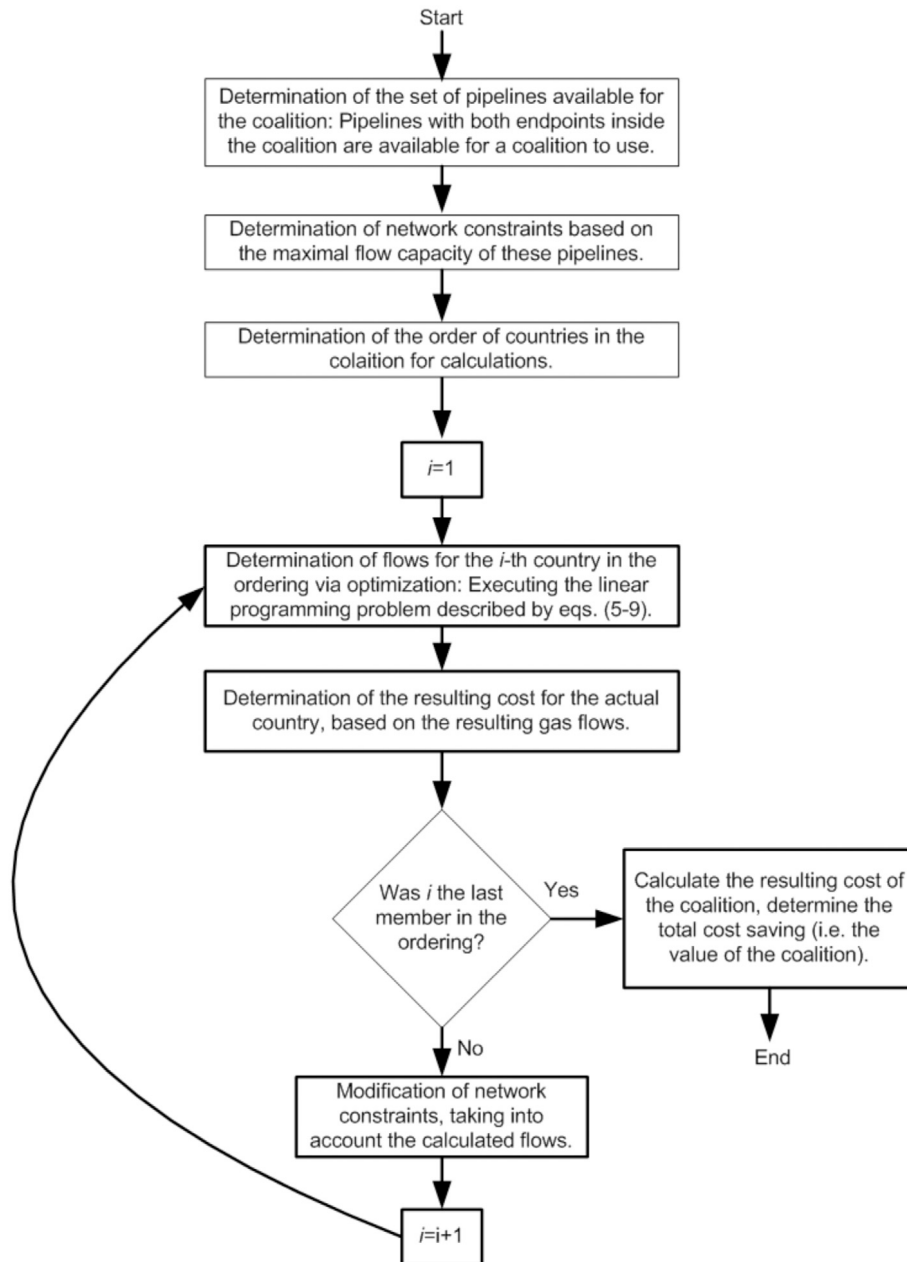 Start
Determination of the set of pipelines available for
the coalition: Pipelines with both endpoints inside
the coalition are available for a coalition to use.
Determination of network constraints based on
the maximal flow capacity of these pipelines.
Determination of the order of countries in the
colaition for calculations.
i=1
Determination of flows for the i-th country in the
ordering via optimization: Executing the linear
programming problem described by eqs. (5-9).
Determination of the resulting cost for the actual
country, based on the resulting gas flows.
Was i the last
member in the
ordering?
Yes
Calculate the resulting cost of
the coalition, determine the
total cost saving (i.e. the
value of the coalition).
End
No
Modification of network
constraints, taking into
account the calculated flows.
i=i+1